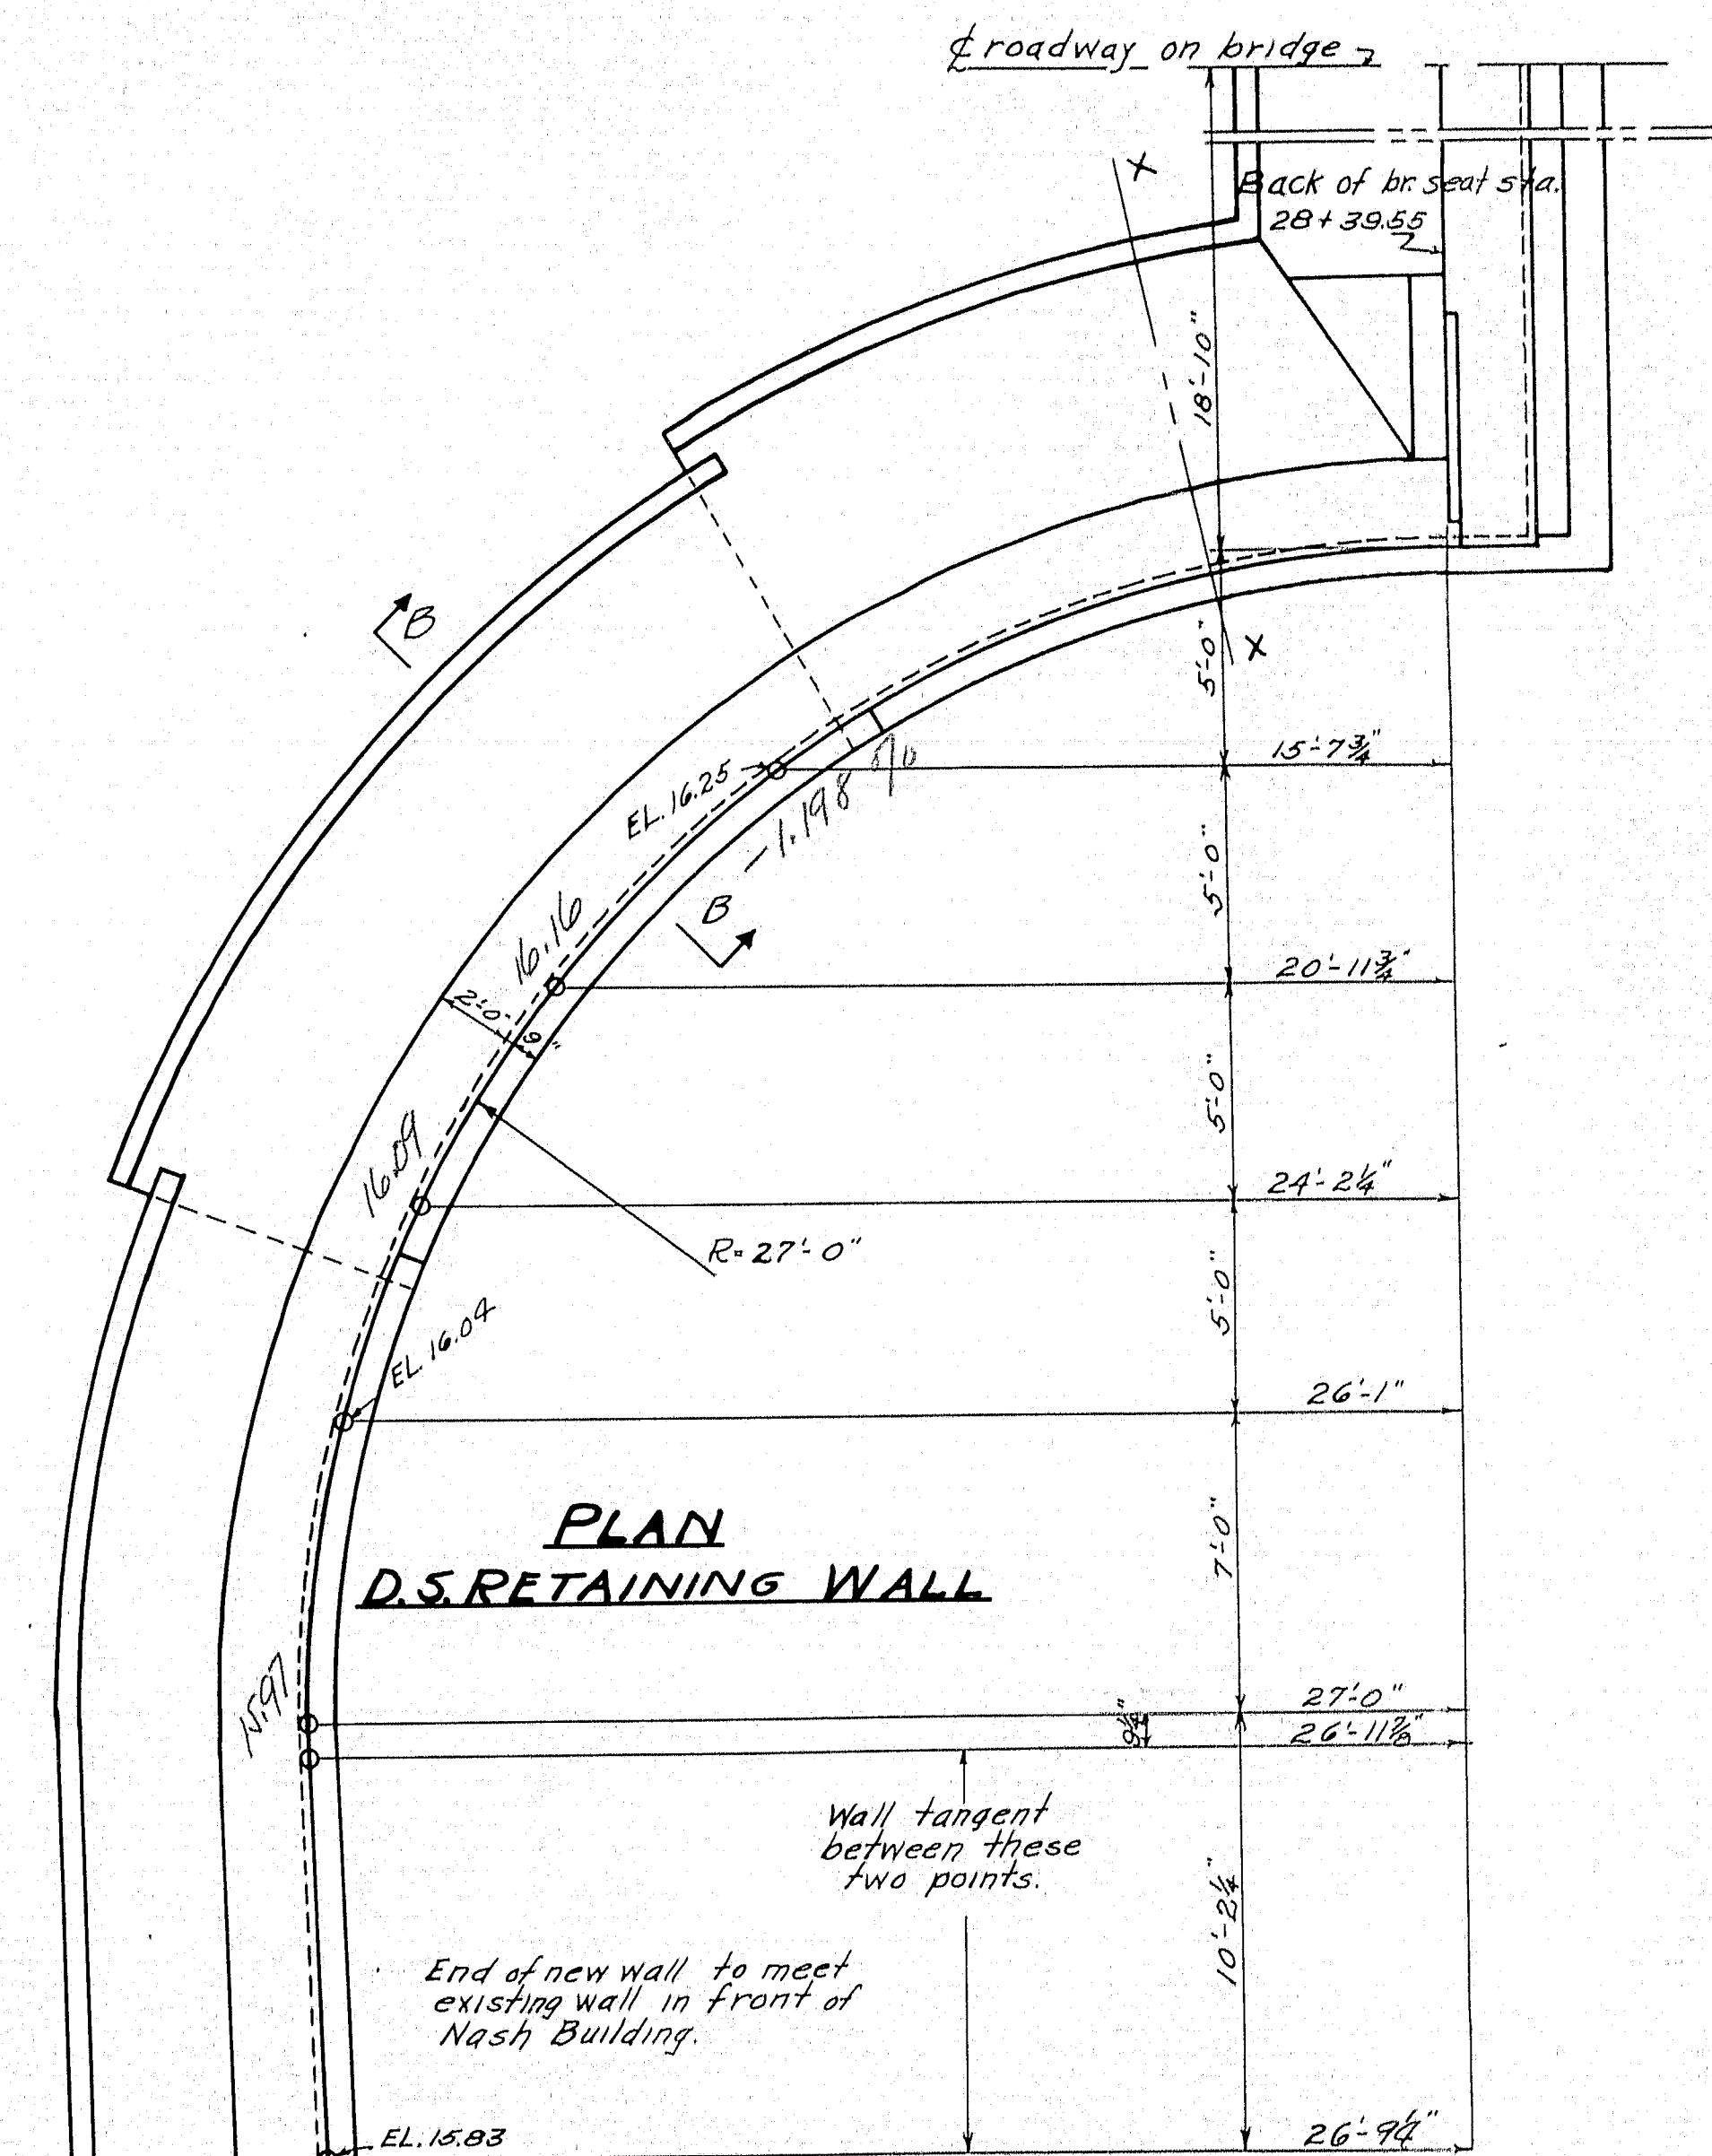 ℄ roadway on bridge
X
Back of br. seat sta.
28+39.55
18'-10"
B
X
5'-0"
15'-7¾"
EL. 16.25
-1.198 %
5'-0"
B
16.16
20'-11¾"
2'-0"
9"
5'-0"
16.09
24'-2¼"
R=27'-0"
5'-0"
EL. 16.04
26'-1"
PLAN
D.S. RETAINING WALL
7'-0"
15.97
27'-0"
26'-11⅞"
Wall tangent
between these
two points.
10'-2¼"
End of new wall to meet
existing wall in front of
Nash Building.
EL. 15.83
26'-9¼"